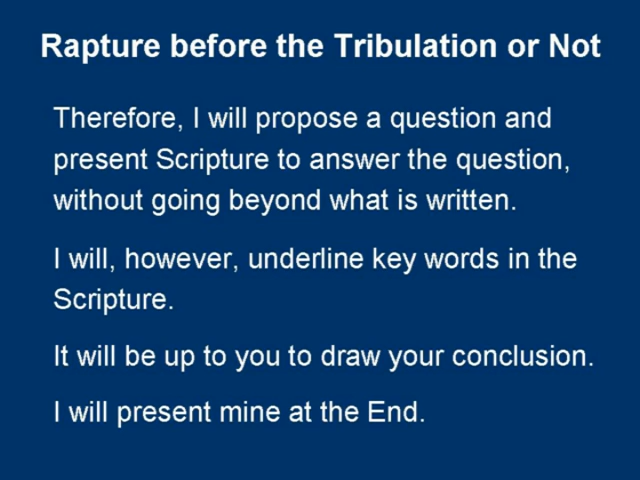 Rapture before the Tribulation or Not
Therefore, I will propose a question and
present Scripture to answer the question,
without going beyond what is written.
I will, however, underline key words in the
Scripture.
It will be up to you to draw your conclusion.
I will present mine at the End.